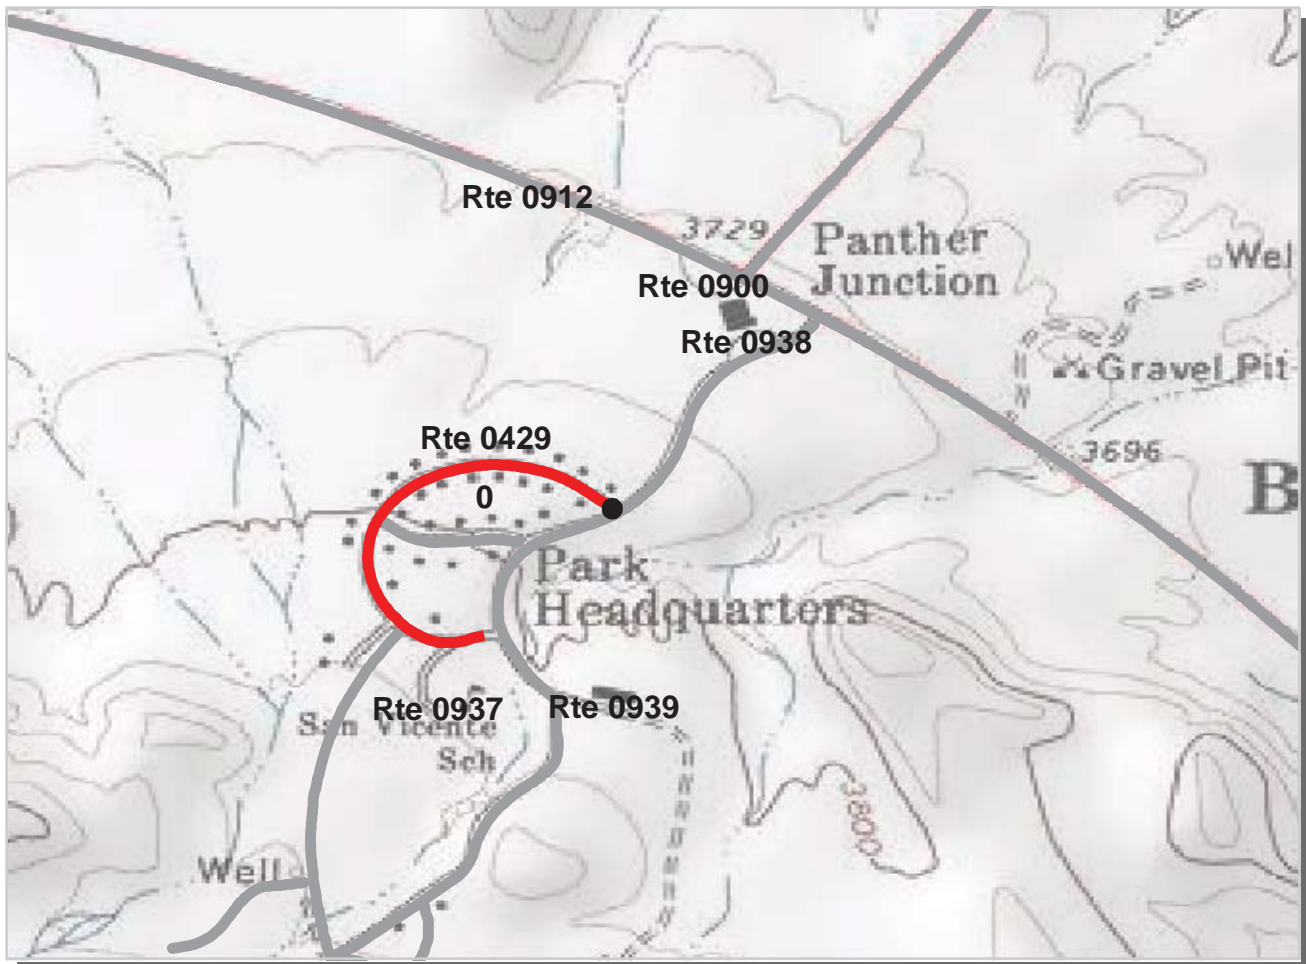 Rte 0912
3729
Panther
Junction
Wel
Rte 0900
Rte 0938
Gravel Pit
Rte 0429
3696
0
B
Park
Headquarters
Rte 0937
Rte 0939
San Vicente
Sch
3800
Well